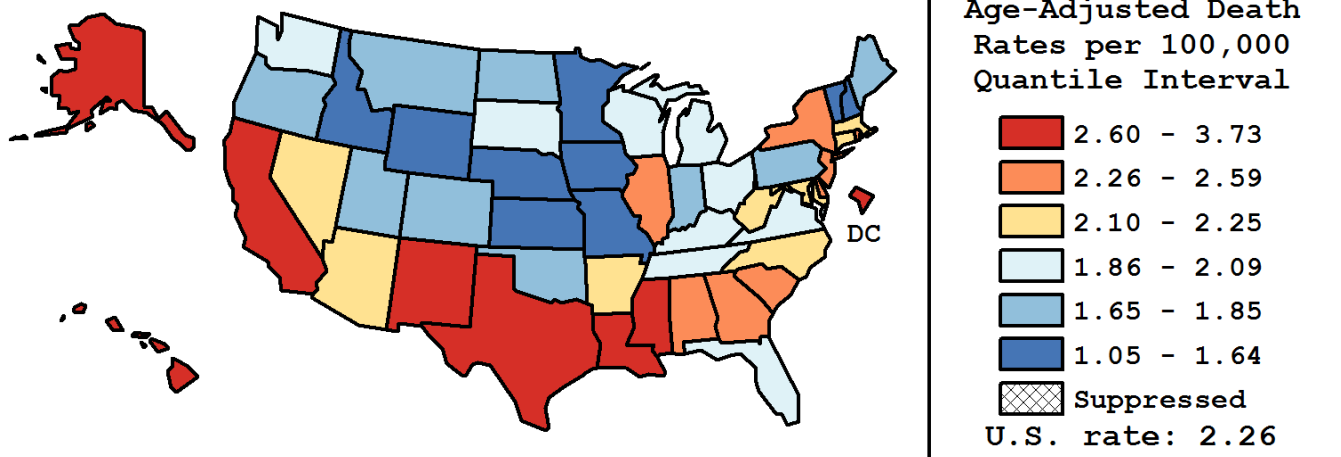 Age-Adjusted Death
Rates per 100,000
Quantile Interval
2.60 - 3.73
2.26 - 2.59
2.10 - 2.25
1.86 - 2.09
1.65 - 1.85
1.05 - 1.64
Suppressed
U.S. rate: 2.26
DC